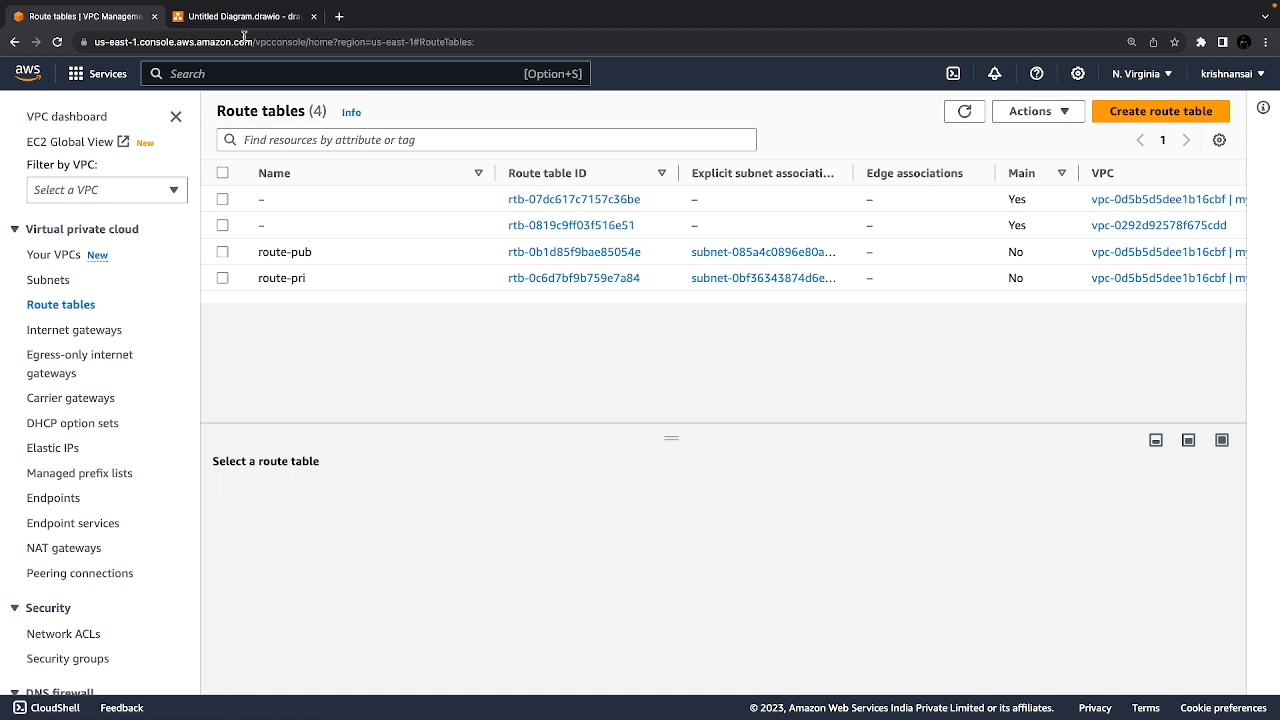 Route tables | VPC Manageme
Untitled Diagram.drawio - dra
us-east-1.console.aws.amazon.com/vpcconsole/home?region=us-east-1#RouteTables:
aws
Services
Search
[Option+S]
N. Virginia
krishnansai
VPC dashboard
EC2 Global View
New
Filter by VPC:
Select a VPC
Virtual private cloud
Your VPCs New
Subnets
Route tables
Internet gateways
Egress-only internet
gateways
Carrier gateways
DHCP option sets
Elastic IPs
Managed prefix lists
Endpoints
Endpoint services
NAT gateways
Peering connections
Security
Network ACLs
Security groups
DNS firewall
Route tables (4) Info
Actions
Create route table
Find resources by attribute or tag
1
Name Route table ID Explicit subnet associati... Edge associations Main VPC
– rtb-07dc617c7157c36be – – Yes vpc-0d5b5d5dee1b16cbf | my
– rtb-0819c9ff03f516e51 – – Yes vpc-0292d92578f675cdd
route-pub rtb-0b1d85f9bae85054e subnet-085a4c0896e80a... – No vpc-0d5b5d5dee1b16cbf | my
route-pri rtb-0c6d7bf9b759e7a84 subnet-0bf36343874d6e... – No vpc-0d5b5d5dee1b16cbf | my
Select a route table
CloudShell
Feedback
© 2023, Amazon Web Services India Private Limited or its affiliates.
Privacy
Terms
Cookie preferences